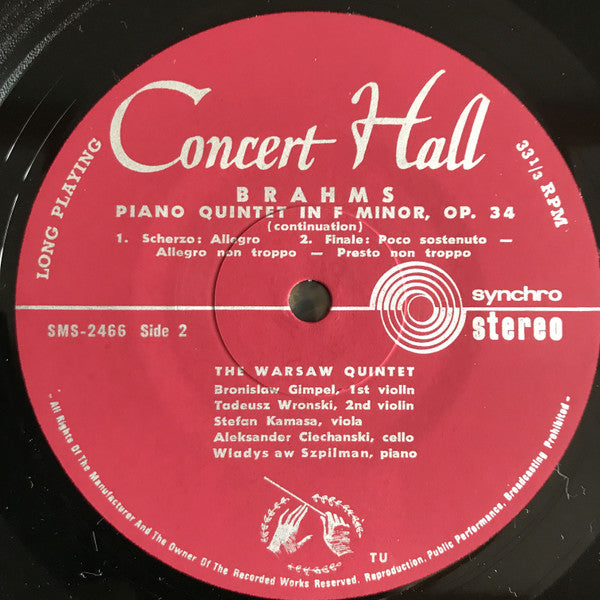 Concert Hall
LONG PLAYING
33 1/3 RPM
BRAHMS
PIANO QUINTET IN F MINOR, OP. 34
(continuation)
1. Scherzo: Allegro 2. Finale: Poco sostenuto —
Allegro non troppo — Presto non troppo
synchro
stereo
SMS-2466 Side 2
THE WARSAW QUINTET
Bronislaw Gimpel, 1st violin
Tadeusz Wronski, 2nd violin
Stefan Kamasa, viola
Aleksander Ciechanski, cello
Wladys aw Szpilman, piano
TU
- All Rights Of The Manufacturer And The Owner Of The Recorded Works Reserved. Reproduction, Public Performance, Broadcasting Prohibited -